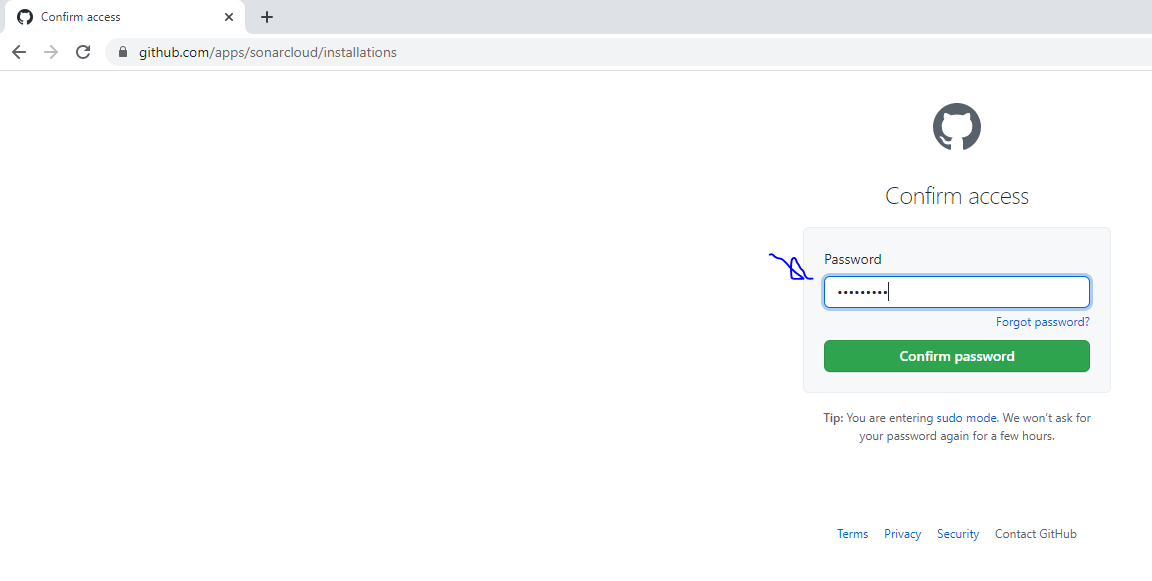 Confirm access
github.com/apps/sonarcloud/installations
Confirm access
Password
•••••••••
Forgot password?
Confirm password
Tip: You are entering sudo mode. We won't ask for
your password again for a few hours.
Terms Privacy Security Contact GitHub